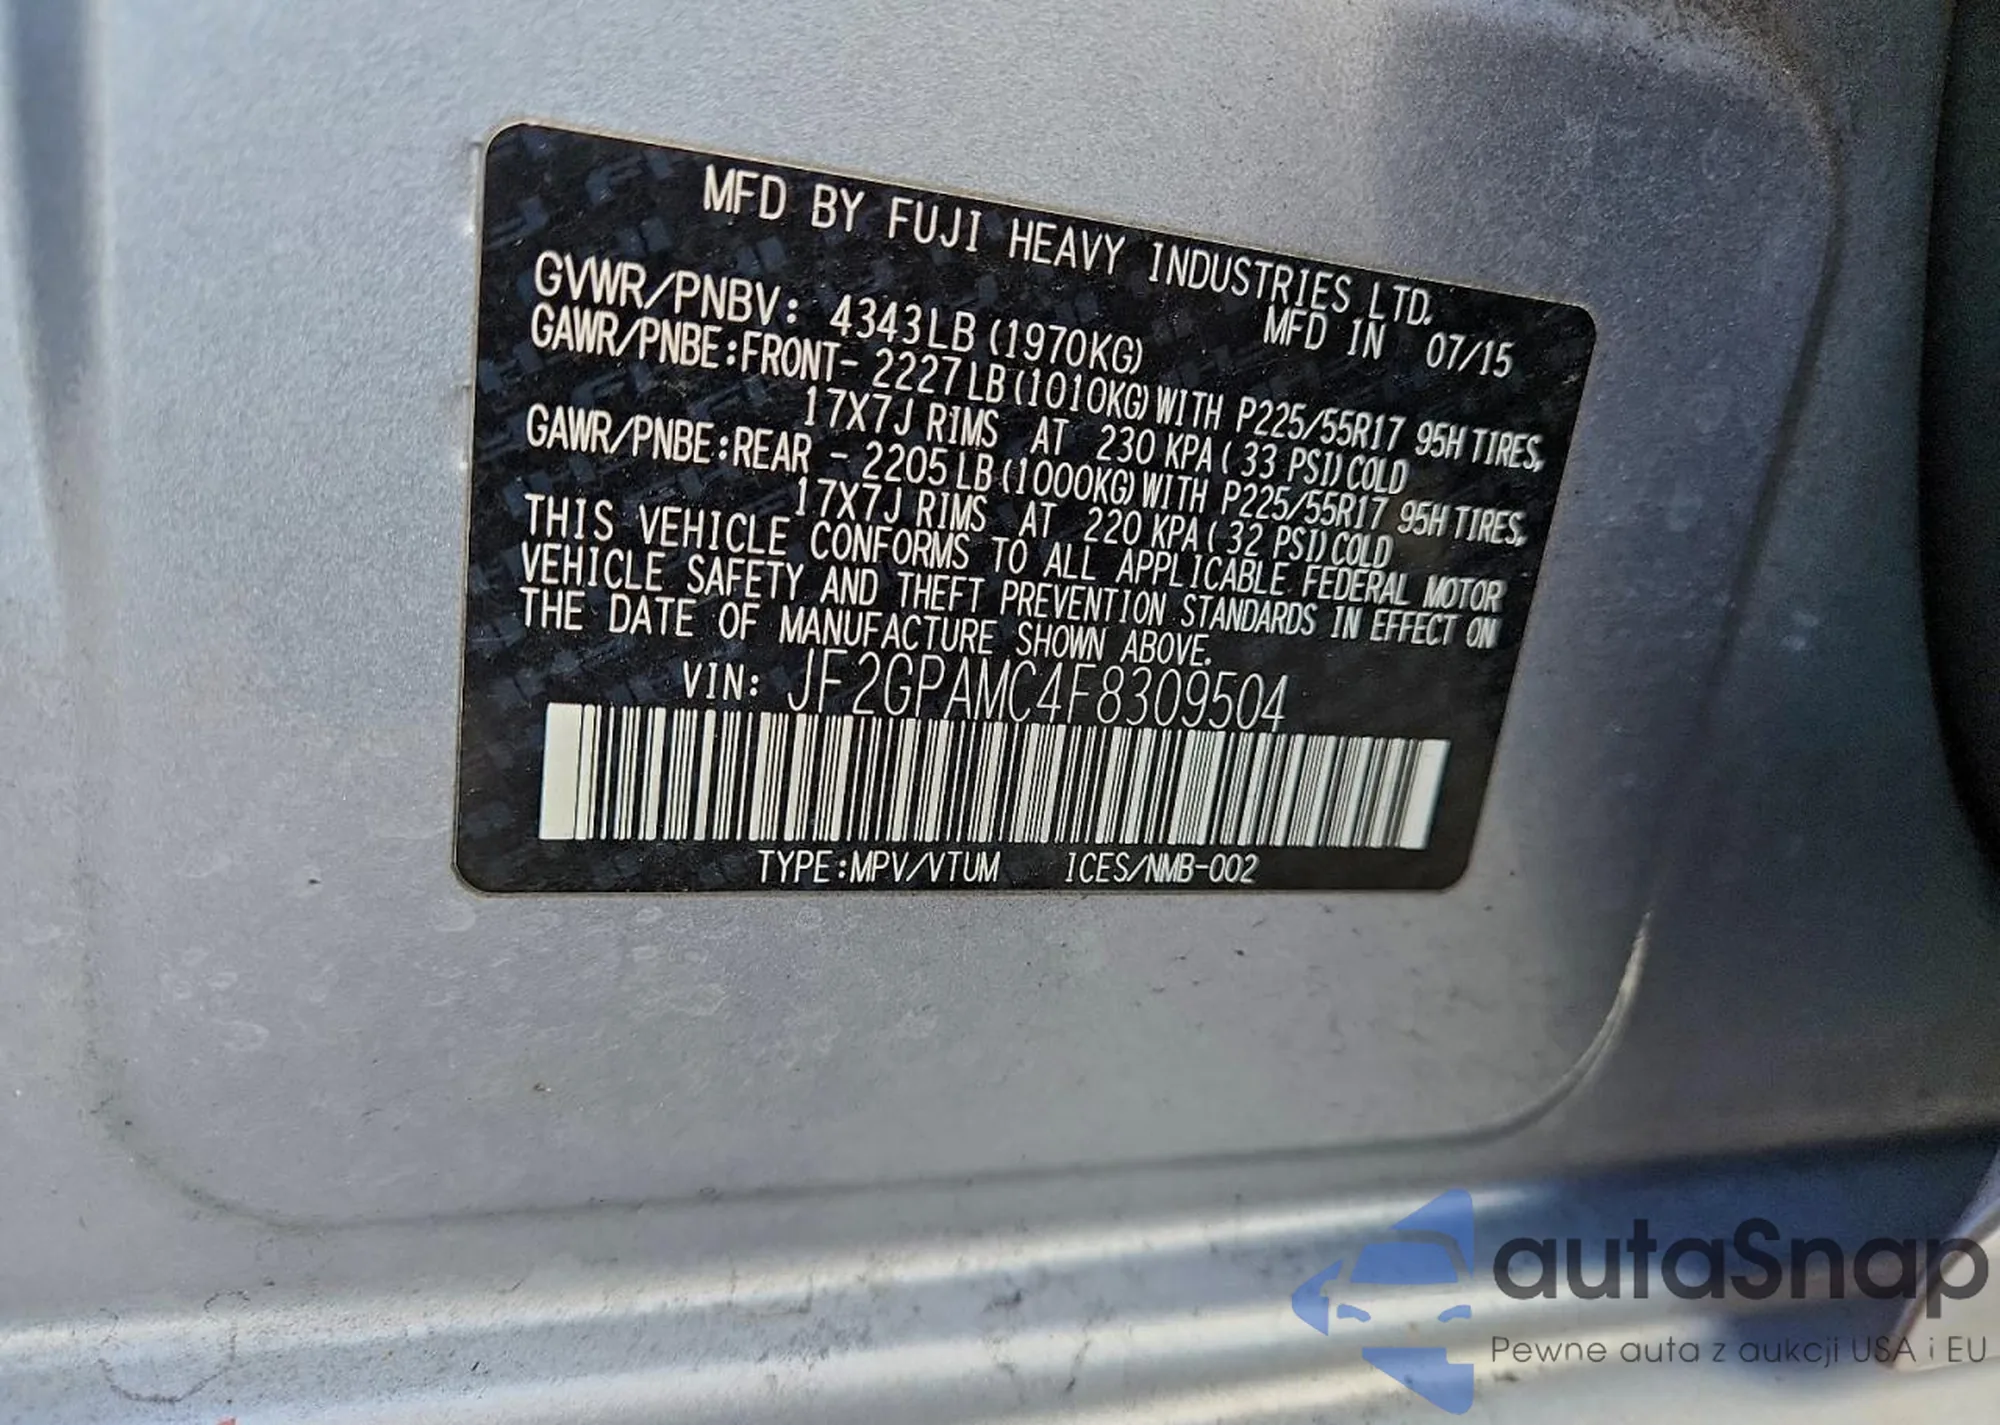 MFD BY FUJI HEAVY INDUSTRIES LTD.
MFD IN 07/15
GVWR/PNBV: 4343LB (1970KG)
GAWR/PNBE:FRONT- 2227LB(1010KG)WITH P225/55R17 95H TIRES,
17X7J RIMS AT 230 KPA( 33 PSI)COLD
GAWR/PNBE:REAR - 2205LB(1000KG)WITH P225/55R17 95H TIRES,
17X7J RIMS AT 220 KPA( 32 PSI)COLD
THIS VEHICLE CONFORMS TO ALL APPLICABLE FEDERAL MOTOR
VEHICLE SAFETY AND THEFT PREVENTION STANDARDS IN EFFECT ON
THE DATE OF MANUFACTURE SHOWN ABOVE.
VIN: JF2GPAMC4F8309504
TYPE:MPV/VTUM ICES/NMB-002
autaSnap
Pewne auta z aukcji USA i EU